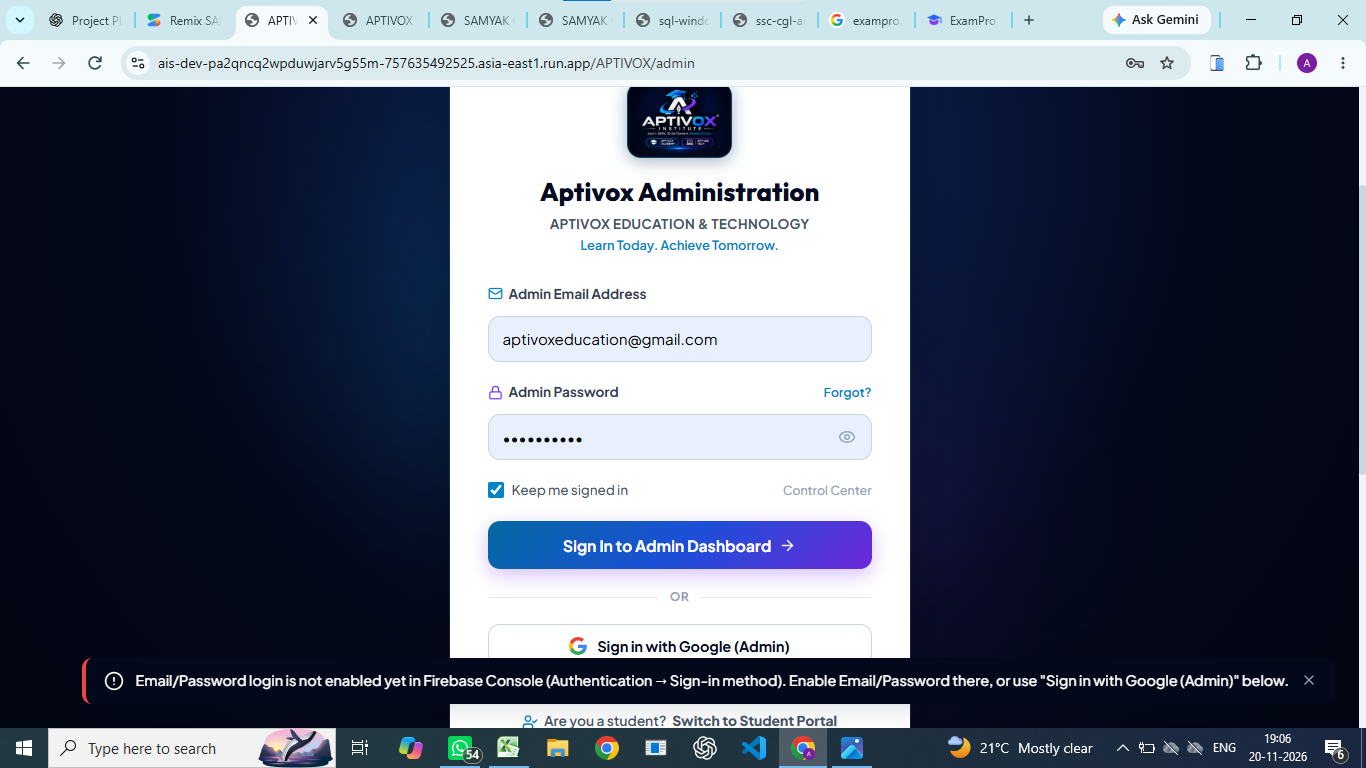 Project Pl
Remix SA
APTIV
APTIVOX
SAMYAK
SAMYAK
sql-windo
ssc-cgl-a
exampro.
ExamPro
Ask Gemini
ais-dev-pa2qncq2wpduwjarv5g55m-757635492525.asia-east1.run.app/APTIVOX/admin
A
APTIVOX
INSTITUTE
Aptivox Administration
APTIVOX EDUCATION & TECHNOLOGY
Learn Today. Achieve Tomorrow.
Admin Email Address
aptivoxeducation@gmail.com
Admin Password
Forgot?
Keep me signed in
Control Center
Sign In to Admin Dashboard →
OR
Sign in with Google (Admin)
Email/Password login is not enabled yet in Firebase Console (Authentication → Sign-in method). Enable Email/Password there, or use "Sign in with Google (Admin)" below.
Are you a student? Switch to Student Portal
Type here to search
54
21°C Mostly clear
ENG
19:06
20-11-2026
6